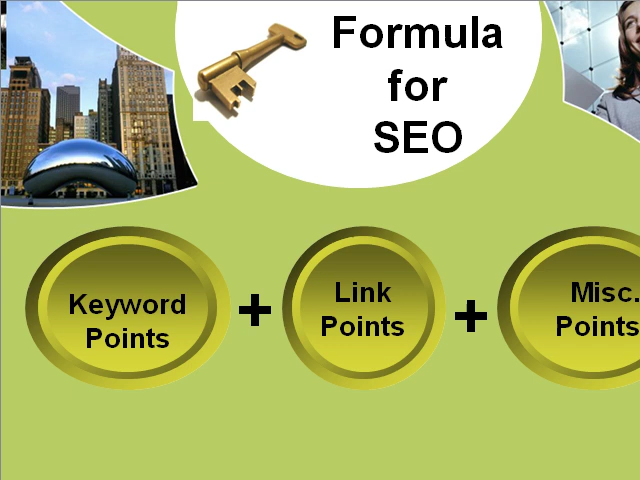 Formula
for
SEO
Keyword
Points
+
Link
Points
+
Misc.
Points